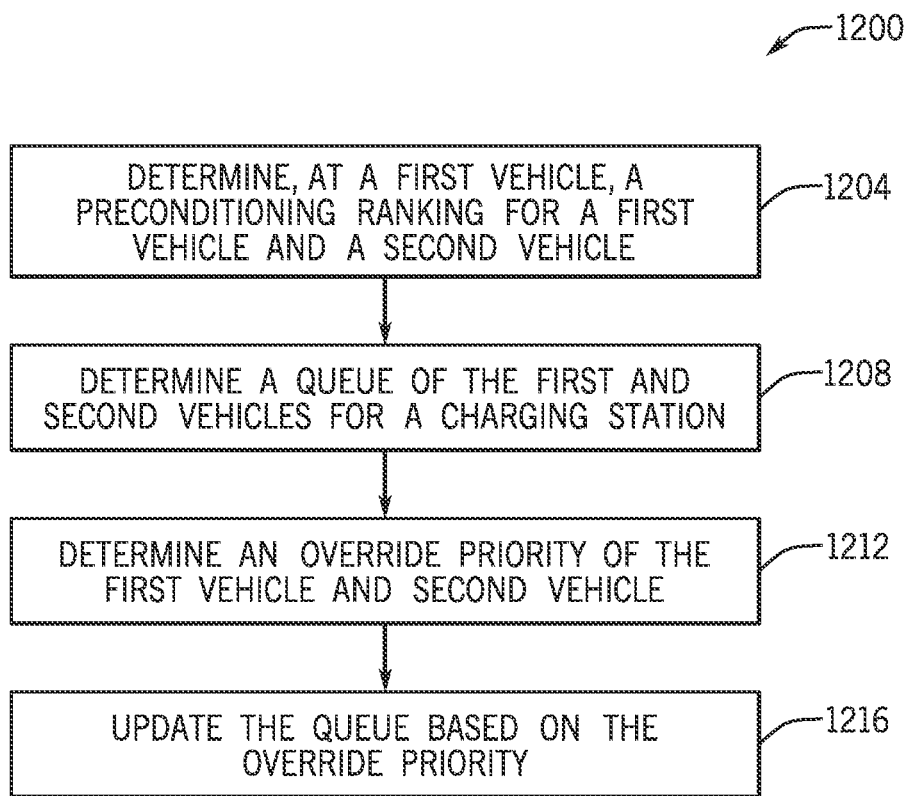 1200
DETERMINE, AT A FIRST VEHICLE, A
PRECONDITIONING RANKING FOR A FIRST
VEHICLE AND A SECOND VEHICLE
1204
DETERMINE A QUEUE OF THE FIRST AND
SECOND VEHICLES FOR A CHARGING STATION
1208
DETERMINE AN OVERRIDE PRIORITY OF THE
FIRST VEHICLE AND SECOND VEHICLE
1212
UPDATE THE QUEUE BASED ON THE
OVERRIDE PRIORITY
1216